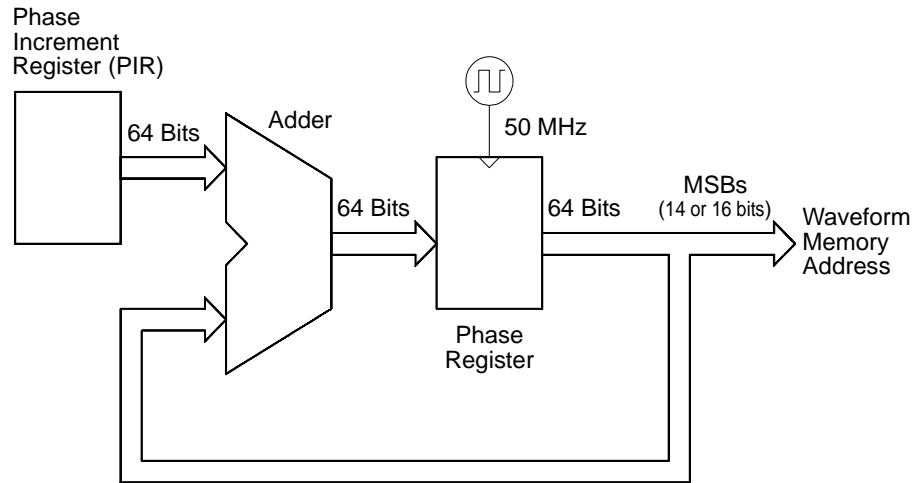 Phase
Increment
Register (PIR)
64 Bits
Adder
64 Bits
50 MHz
64 Bits
MSBs
(14 or 16 bits)
Waveform
Memory
Address
Phase
Register